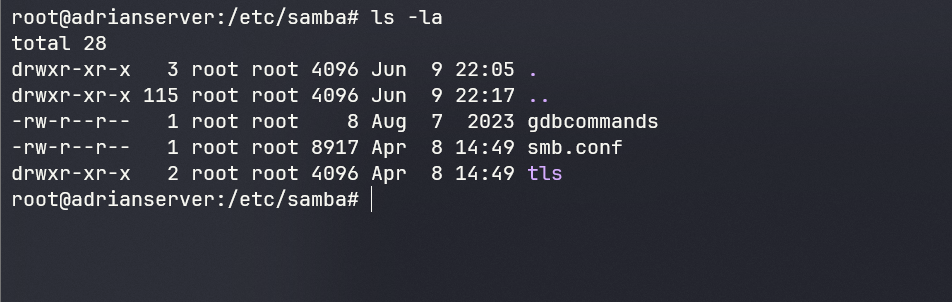 root@adrianserver:/etc/samba# ls -la
total 28
drwxr-xr-x   3 root root 4096 Jun  9 22:05 .
drwxr-xr-x 115 root root 4096 Jun  9 22:17 ..
-rw-r--r--   1 root root    8 Aug  7  2023 gdbcommands
-rw-r--r--   1 root root 8917 Apr  8 14:49 smb.conf
drwxr-xr-x   2 root root 4096 Apr  8 14:49 tls
root@adrianserver:/etc/samba#